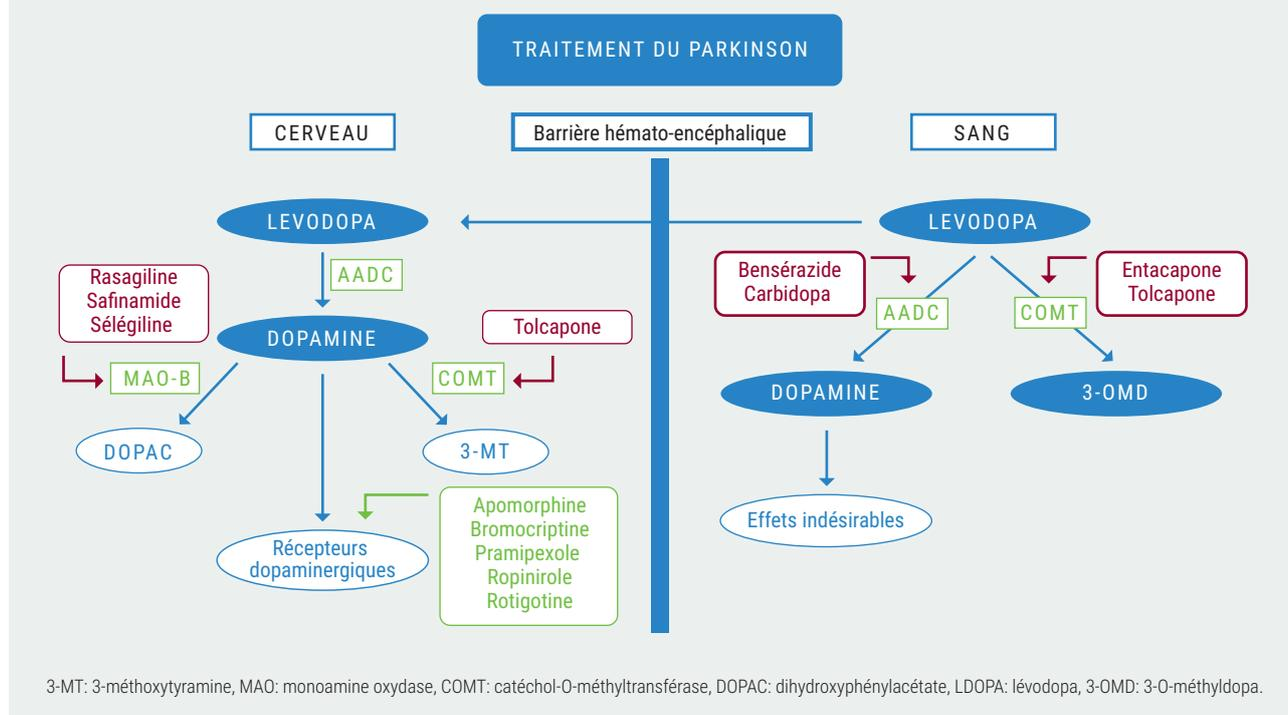 TRAITEMENT DU PARKINSON
CERVEAU
Barrière hémato-encéphalique
SANG
LEVODOPA
LEVODOPA
AADC
Rasagiline
Safinamide
Sélégiline
Bensérazide
Carbidopa
Entacapone
Tolcapone
AADC
COMT
DOPAMINE
Tolcapone
MAO-B
COMT
DOPAMINE
3-OMD
DOPAC
3-MT
Apomorphine
Bromocriptine
Pramipexole
Ropinirole
Rotigotine
Effets indésirables
Récepteurs
dopaminergiques
3-MT: 3-méthoxytyramine, MAO: monoamine oxydase, COMT: catéchol-O-méthyltransférase, DOPAC: dihydroxyphénylacétate, LDOPA: lévodopa, 3-OMD: 3-O-méthyldopa.